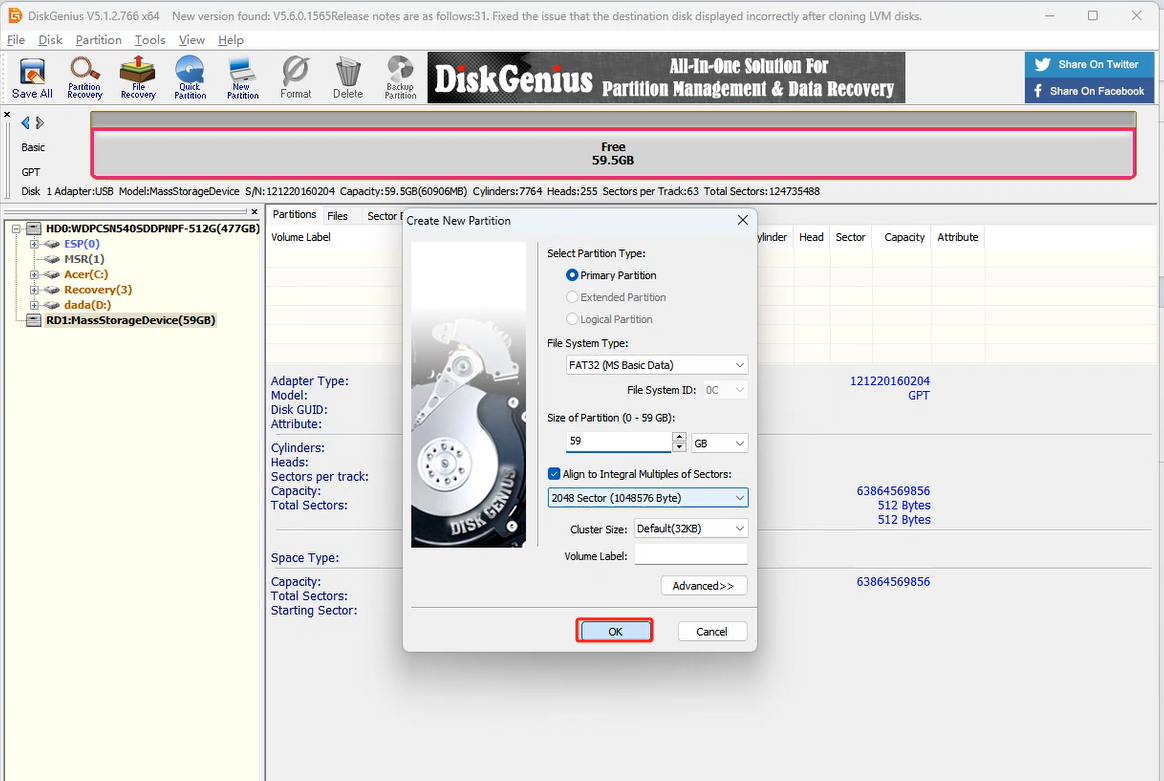 DiskGenius V5.1.2.766 x64 New version found: V5.6.0.1565Release notes are as follows:31. Fixed the issue that the destination disk displayed incorrectly after cloning LVM disks.
File Disk Partition Tools View Help
Save All
Partition Recovery
File Recovery
Quick Partition
New Partition
Format
Delete
Backup Partition
DiskGenius
All-In-One Solution For
Partition Management & Data Recovery
Share On Twitter
Share On Facebook
Basic
GPT
Free
59.5GB
Disk 1 Adapter:USB Model:MassStorageDevice S/N:121220160204 Capacity:59.5GB(60906MB) Cylinders:7764 Heads:255 Sectors per Track:63 Total Sectors:124735488
HD0:WDPCSN540SDDPNPF-512G(477GB)
ESP(0)
MSR(1)
Acer(C:)
Recovery(3)
dada(D:)
RD1:MassStorageDevice(59GB)
Partitions Files Sector E
Volume Label ylinder Head Sector Capacity Attribute
Adapter Type: 121220160204
Model: GPT
Disk GUID:
Attribute:
Cylinders:
Heads:
Sectors per track:
Capacity: 63864569856
Total Sectors: 512 Bytes
512 Bytes
Space Type:
Capacity: 63864569856
Total Sectors:
Starting Sector:
Create New Partition
DISK GENIUS
Select Partition Type:
Primary Partition
Extended Partition
Logical Partition
File System Type:
FAT32 (MS Basic Data)
File System ID: 0C
Size of Partition (0 - 59 GB):
59 GB
Align to Integral Multiples of Sectors:
2048 Sector (1048576 Byte)
Cluster Size: Default(32KB)
Volume Label:
Advanced>>
OK Cancel